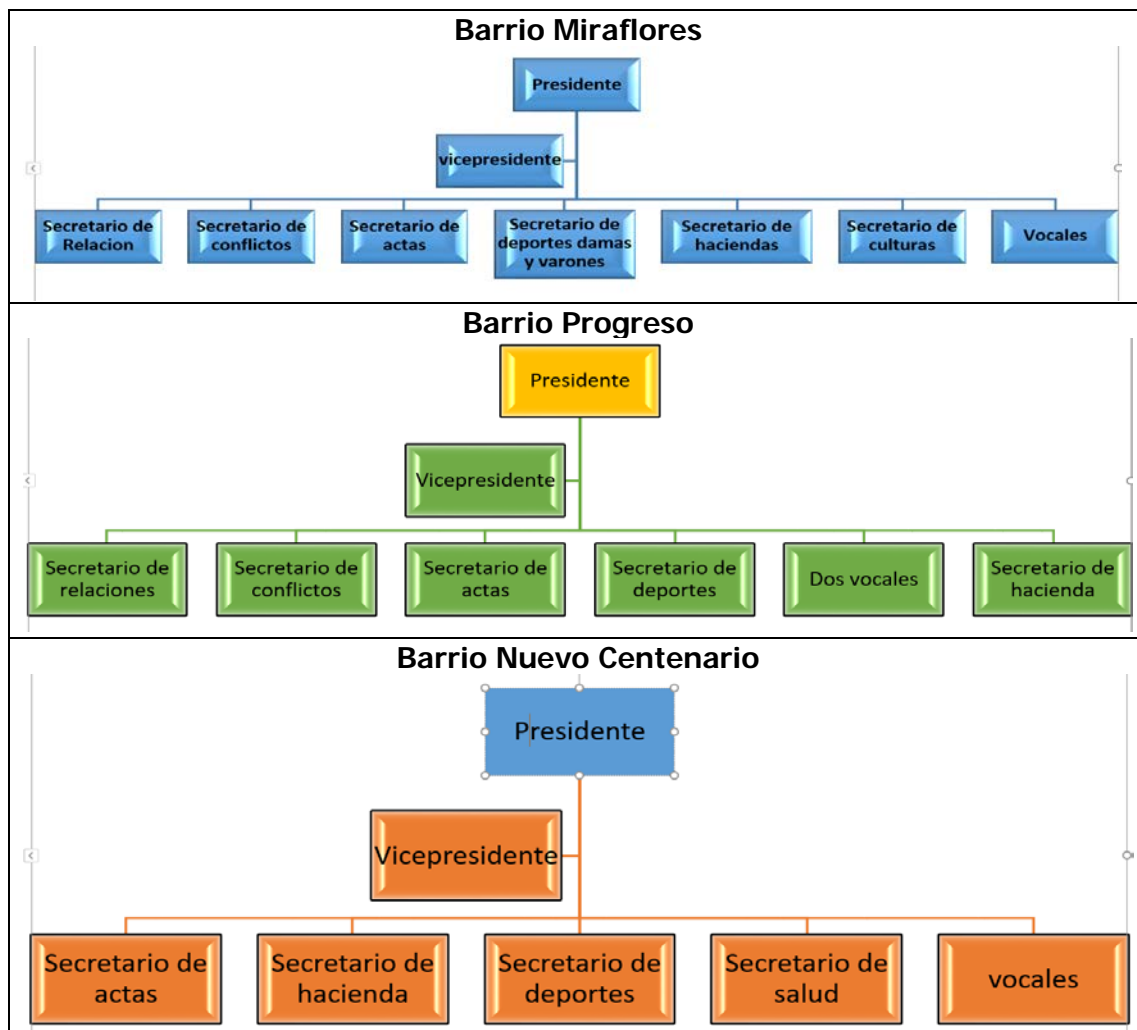 Barrio Miraflores
Presidente
vicepresidente
Secretario de
Relacion
Secretario de
conflictos
Secretario de
actas
Secretario de
deportes damas
y varones
Secretario de
haciendas
Secretario de
culturas
Vocales
Barrio Progreso
Presidente
Vicepresidente
Secretario de
relaciones
Secretario de
conflictos
Secretario de
actas
Secretario de
deportes
Dos vocales
Secretario de
hacienda
Barrio Nuevo Centenario
Presidente
Vicepresidente
Secretario de
actas
Secretario de
hacienda
Secretario de
deportes
Secretario de
salud
vocales